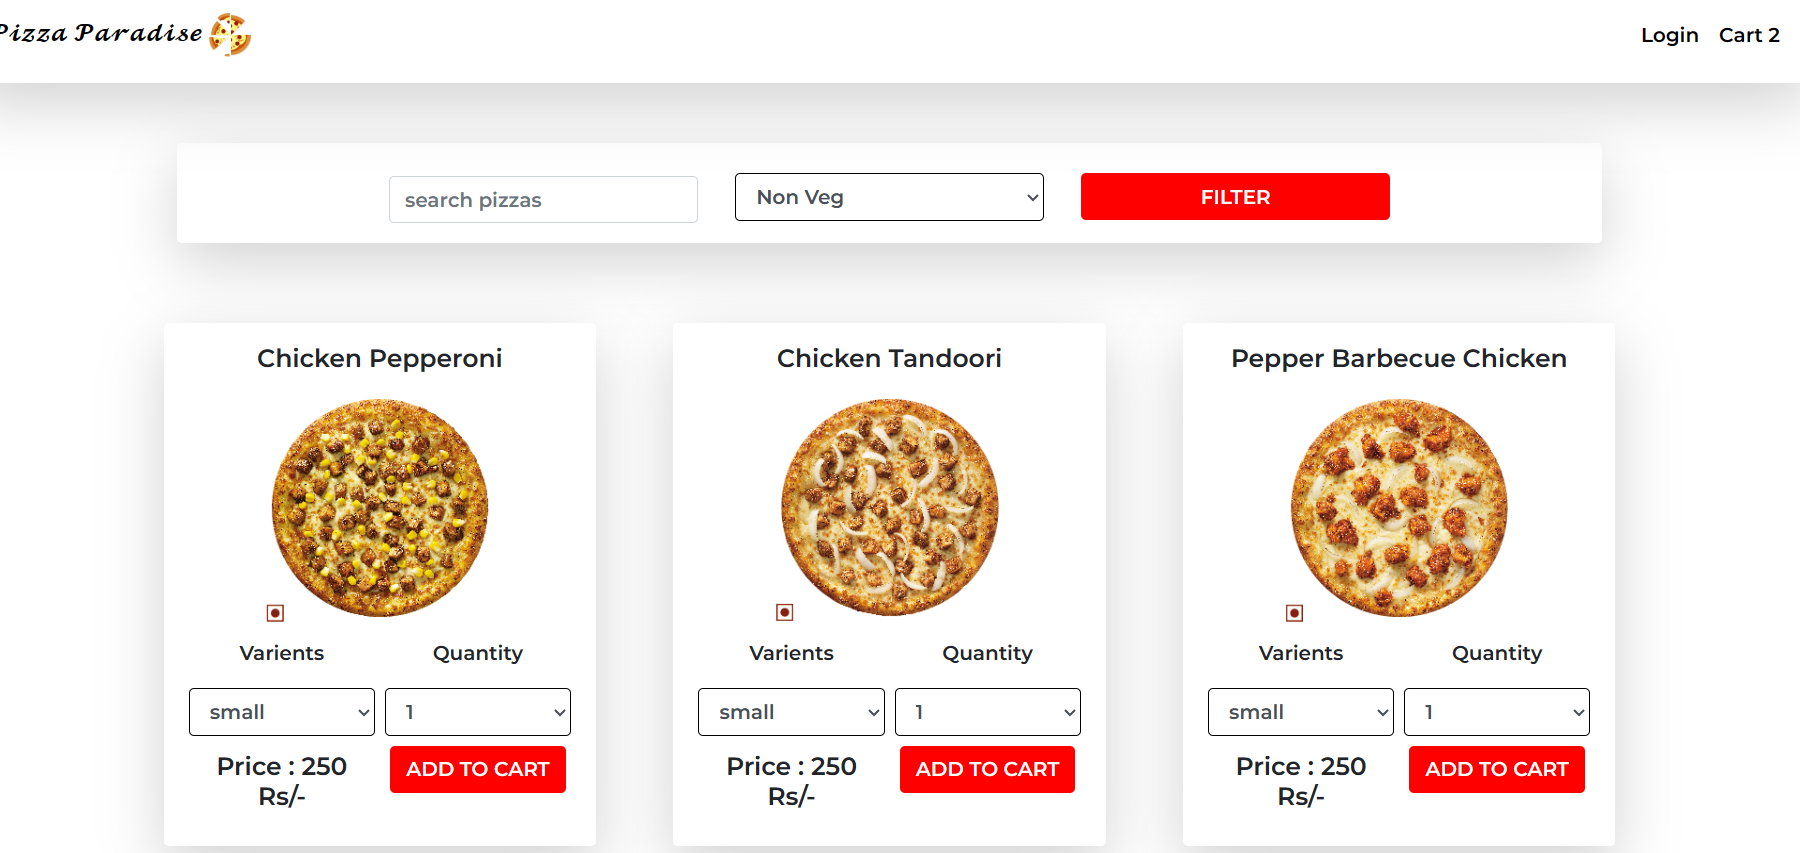 Pizza Paradise
Login Cart 2
search pizzas Non Veg FILTER
Chicken Pepperoni
Varients Quantity
small 1
Price : 250
Rs/-
ADD TO CART
Chicken Tandoori
Varients Quantity
small 1
Price : 250
Rs/-
ADD TO CART
Pepper Barbecue Chicken
Varients Quantity
small 1
Price : 250
Rs/-
ADD TO CART